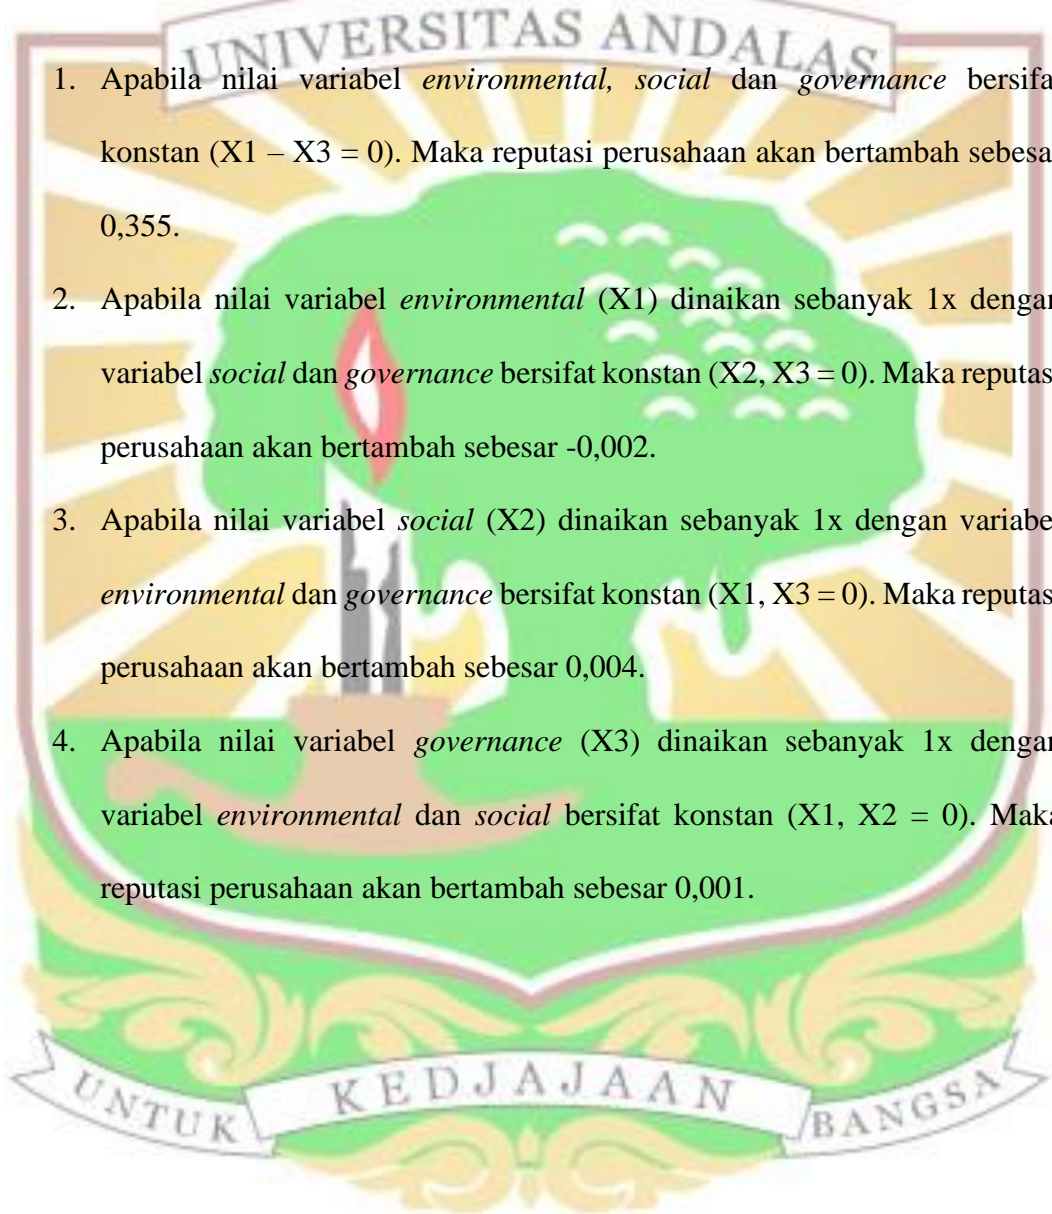 UNIVERSITAS ANDALAS
1. Apabila nilai variabel environmental, social dan governance bersifa
konstan (X1 – X3 = 0). Maka reputasi perusahaan akan bertambah sebesa
0,355.
2. Apabila nilai variabel environmental (X1) dinaikan sebanyak 1x dengan
variabel social dan governance bersifat konstan (X2, X3 = 0). Maka reputas
perusahaan akan bertambah sebesar -0,002.
3. Apabila nilai variabel social (X2) dinaikan sebanyak 1x dengan variabe
environmental dan governance bersifat konstan (X1, X3 = 0). Maka reputas
perusahaan akan bertambah sebesar 0,004.
4. Apabila nilai variabel governance (X3) dinaikan sebanyak 1x dengan
variabel environmental dan social bersifat konstan (X1, X2 = 0). Maka
reputasi perusahaan akan bertambah sebesar 0,001.
UNTUK KEDJAJAAN BANGSA